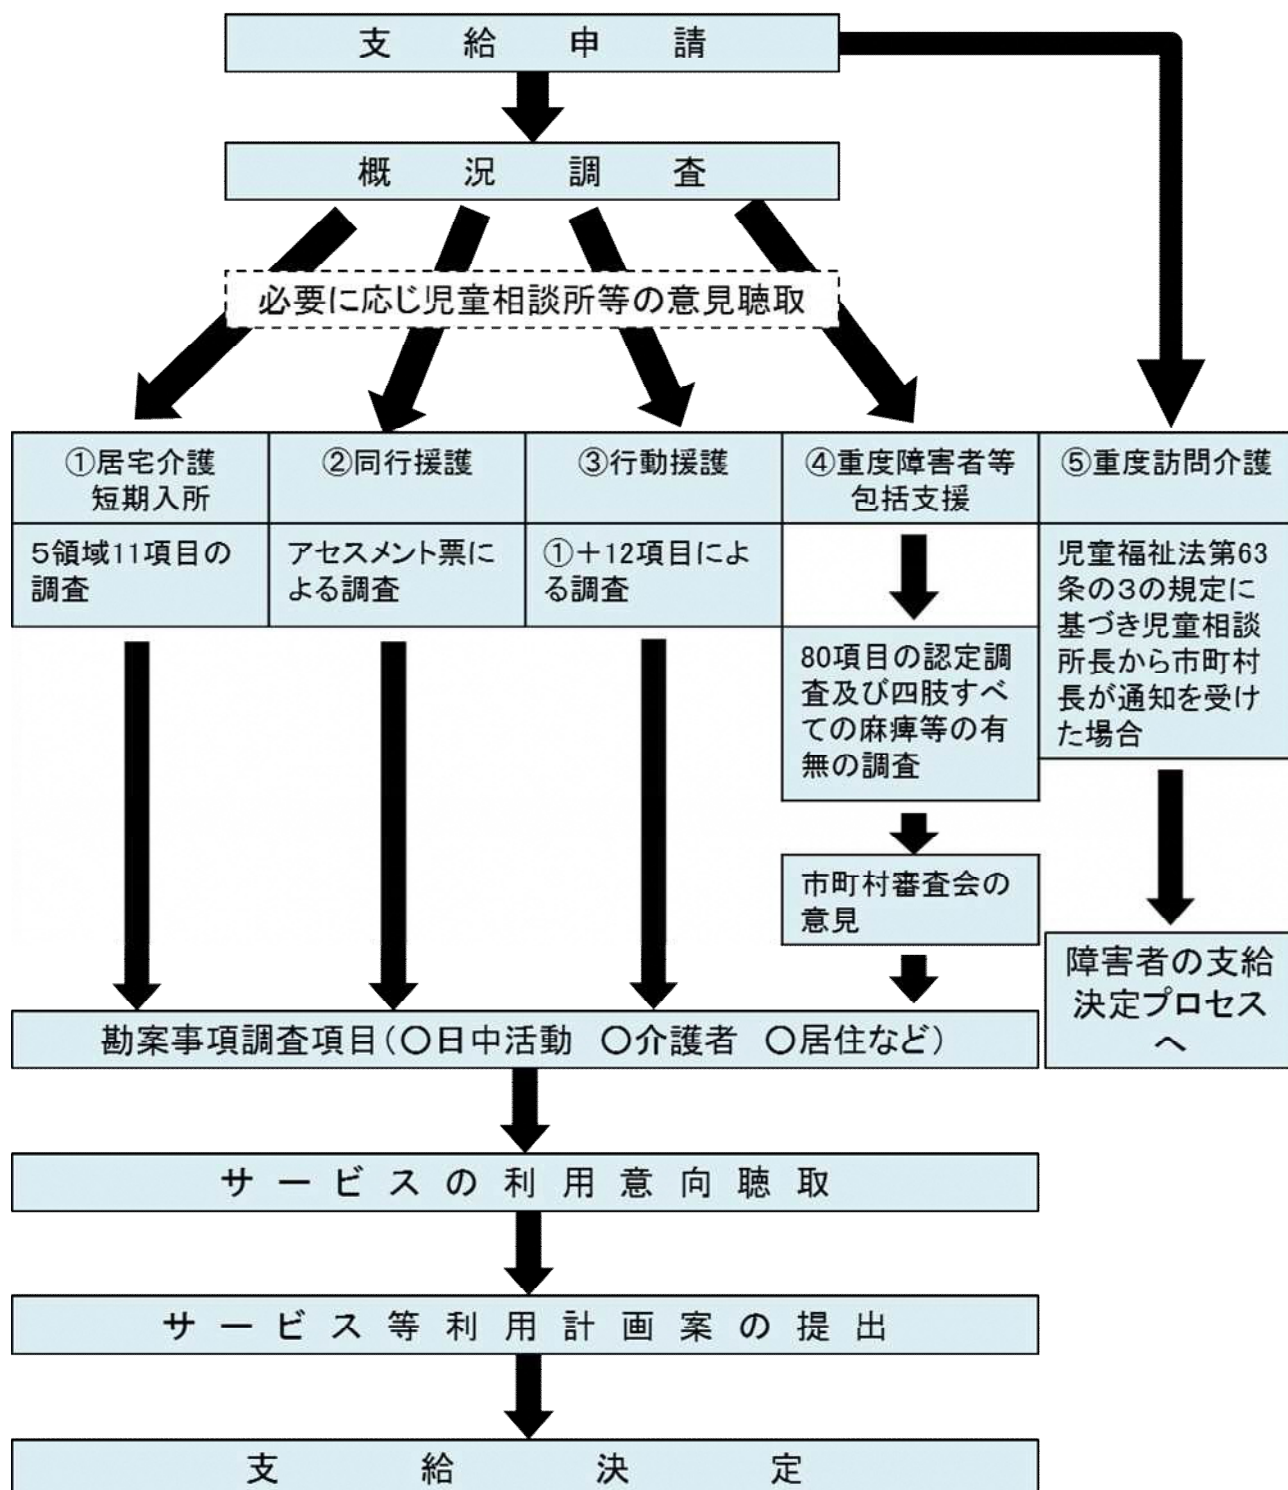 支給申請
概況調査
必要に応じ児童相談所等の意見聴取
①居宅介護
短期入所
5領域11項目の
調査
②同行援護
アセスメント票に
よる調査
③行動援護
①＋12項目によ
る調査
④重度障害者等
包括支援
80項目の認定調
査及び四肢すべ
ての麻痺等の有
無の調査
市町村審査会の
意見
⑤重度訪問介護
児童福祉法第63
条の3の規定に
基づき児童相談
所長から市町村
長が通知を受け
た場合
障害者の支給
決定プロセス
へ
勘案事項調査項目（○日中活動　○介護者　○居住など）
サービスの利用意向聴取
サービス等利用計画案の提出
支給決定